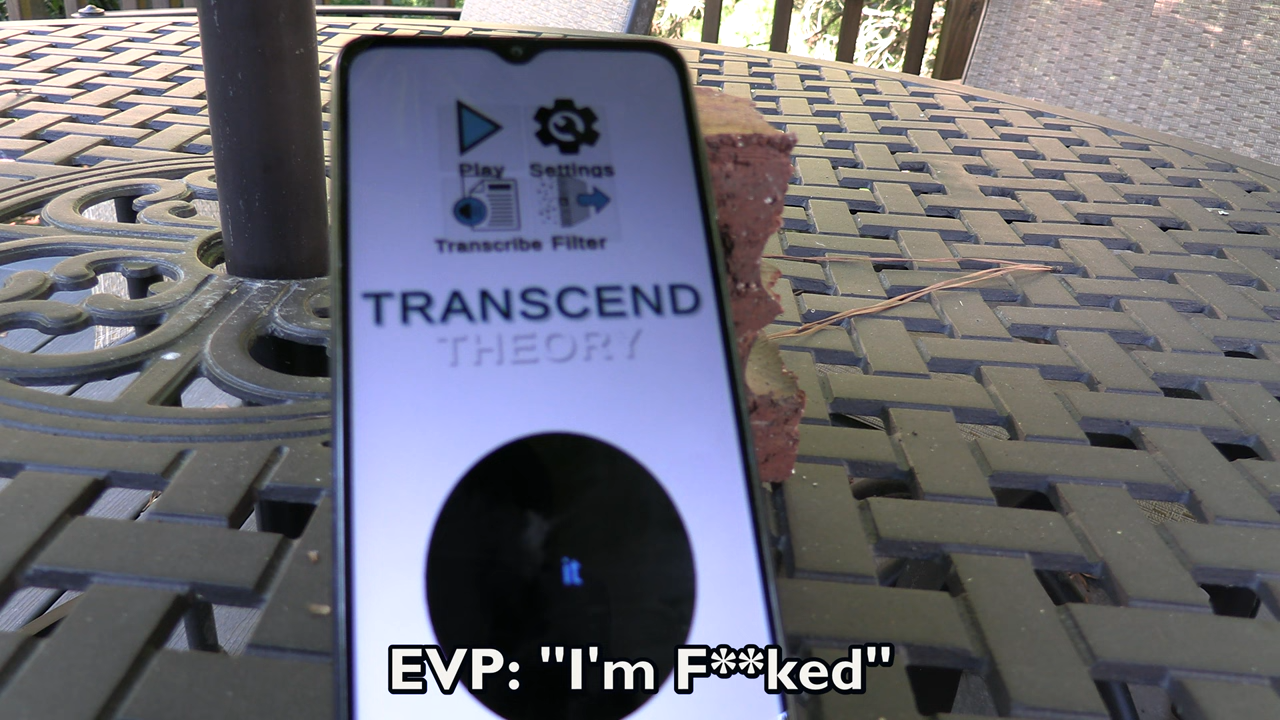 Play Settings
Transcribe Filter
TRANSCEND
THEORY
it
EVP: "I'm F**ked"